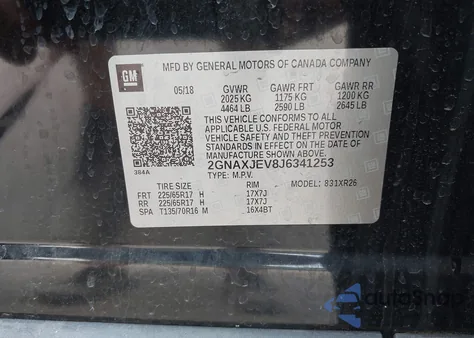 GM
MFD BY GENERAL MOTORS OF CANADA COMPANY
05/18 GVWR GAWR FRT GAWR RR
2025 KG 1175 KG 1200 KG
4464 LB 2590 LB 2645 LB
THIS VEHICLE CONFORMS TO ALL APPLICABLE
U.S. FEDERAL MOTOR
VEHICLE SAFETY AND THEFT PREVENTION
STANDARDS IN EFFECT ON THE DATE
OF MANUFACTURE SHOWN ABOVE.
384A
2GNAXJEV8J6341253
TYPE: M.P.V.
TIRE SIZE RIM MODEL: 831XR26
FRT 225/65R17 H 17X7J
RR 225/65R17 H 17X7J
SPA T135/70R16 M 16X4BT
autoSnap